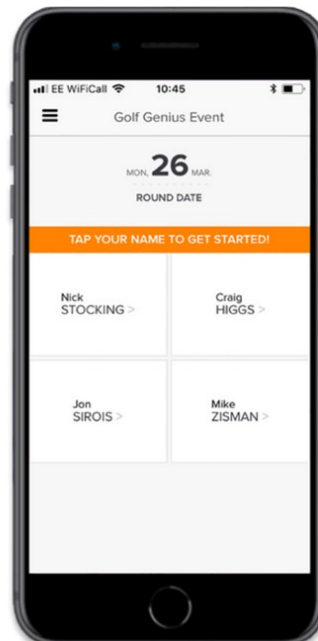 EE WiFiCall 10:45
Golf Genius Event
MON, 26 MAR.
ROUND DATE
TAP YOUR NAME TO GET STARTED!
Nick
STOCKING >
Craig
HIGGS >
Jon
SIROIS >
Mike
ZISMAN >